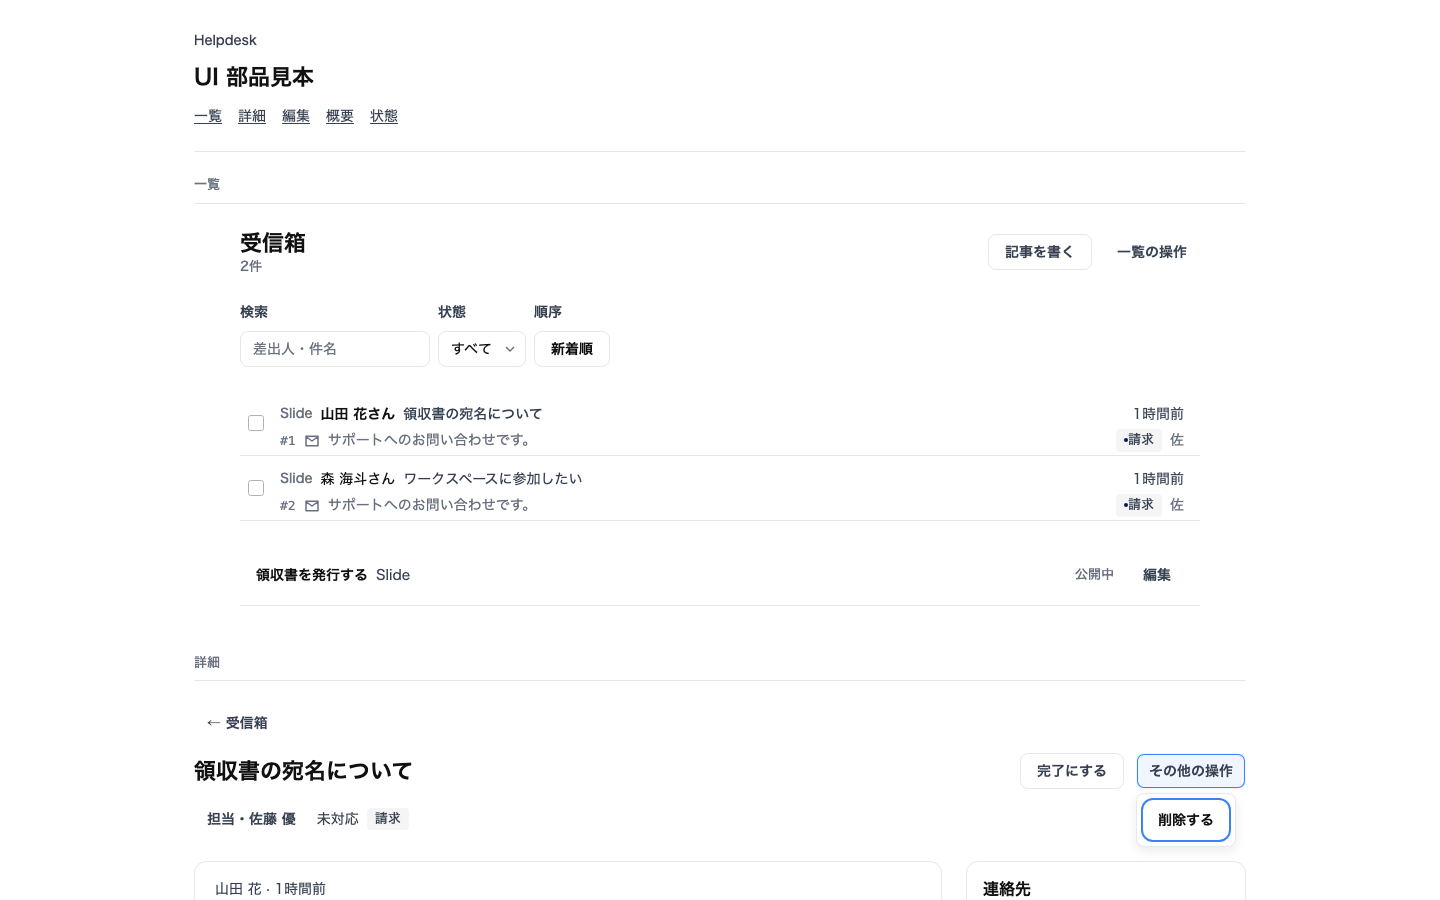 Helpdesk
UI 部品見本
一覧 詳細 編集 概要 状態
一覧
受信箱
2件
記事を書く 一覧の操作
検索 状態 順序
差出人・件名 すべて 新着順
Slide 山田 花さん 領収書の宛名について 1時間前
#1 サポートへのお問い合わせです。 •請求 佐
Slide 森 海斗さん ワークスペースに参加したい 1時間前
#2 サポートへのお問い合わせです。 •請求 佐
領収書を発行する Slide 公開中 編集
詳細
← 受信箱
領収書の宛名について 完了にする その他の操作
担当・佐藤 優 未対応 請求 削除する
山田 花 · 1時間前 連絡先